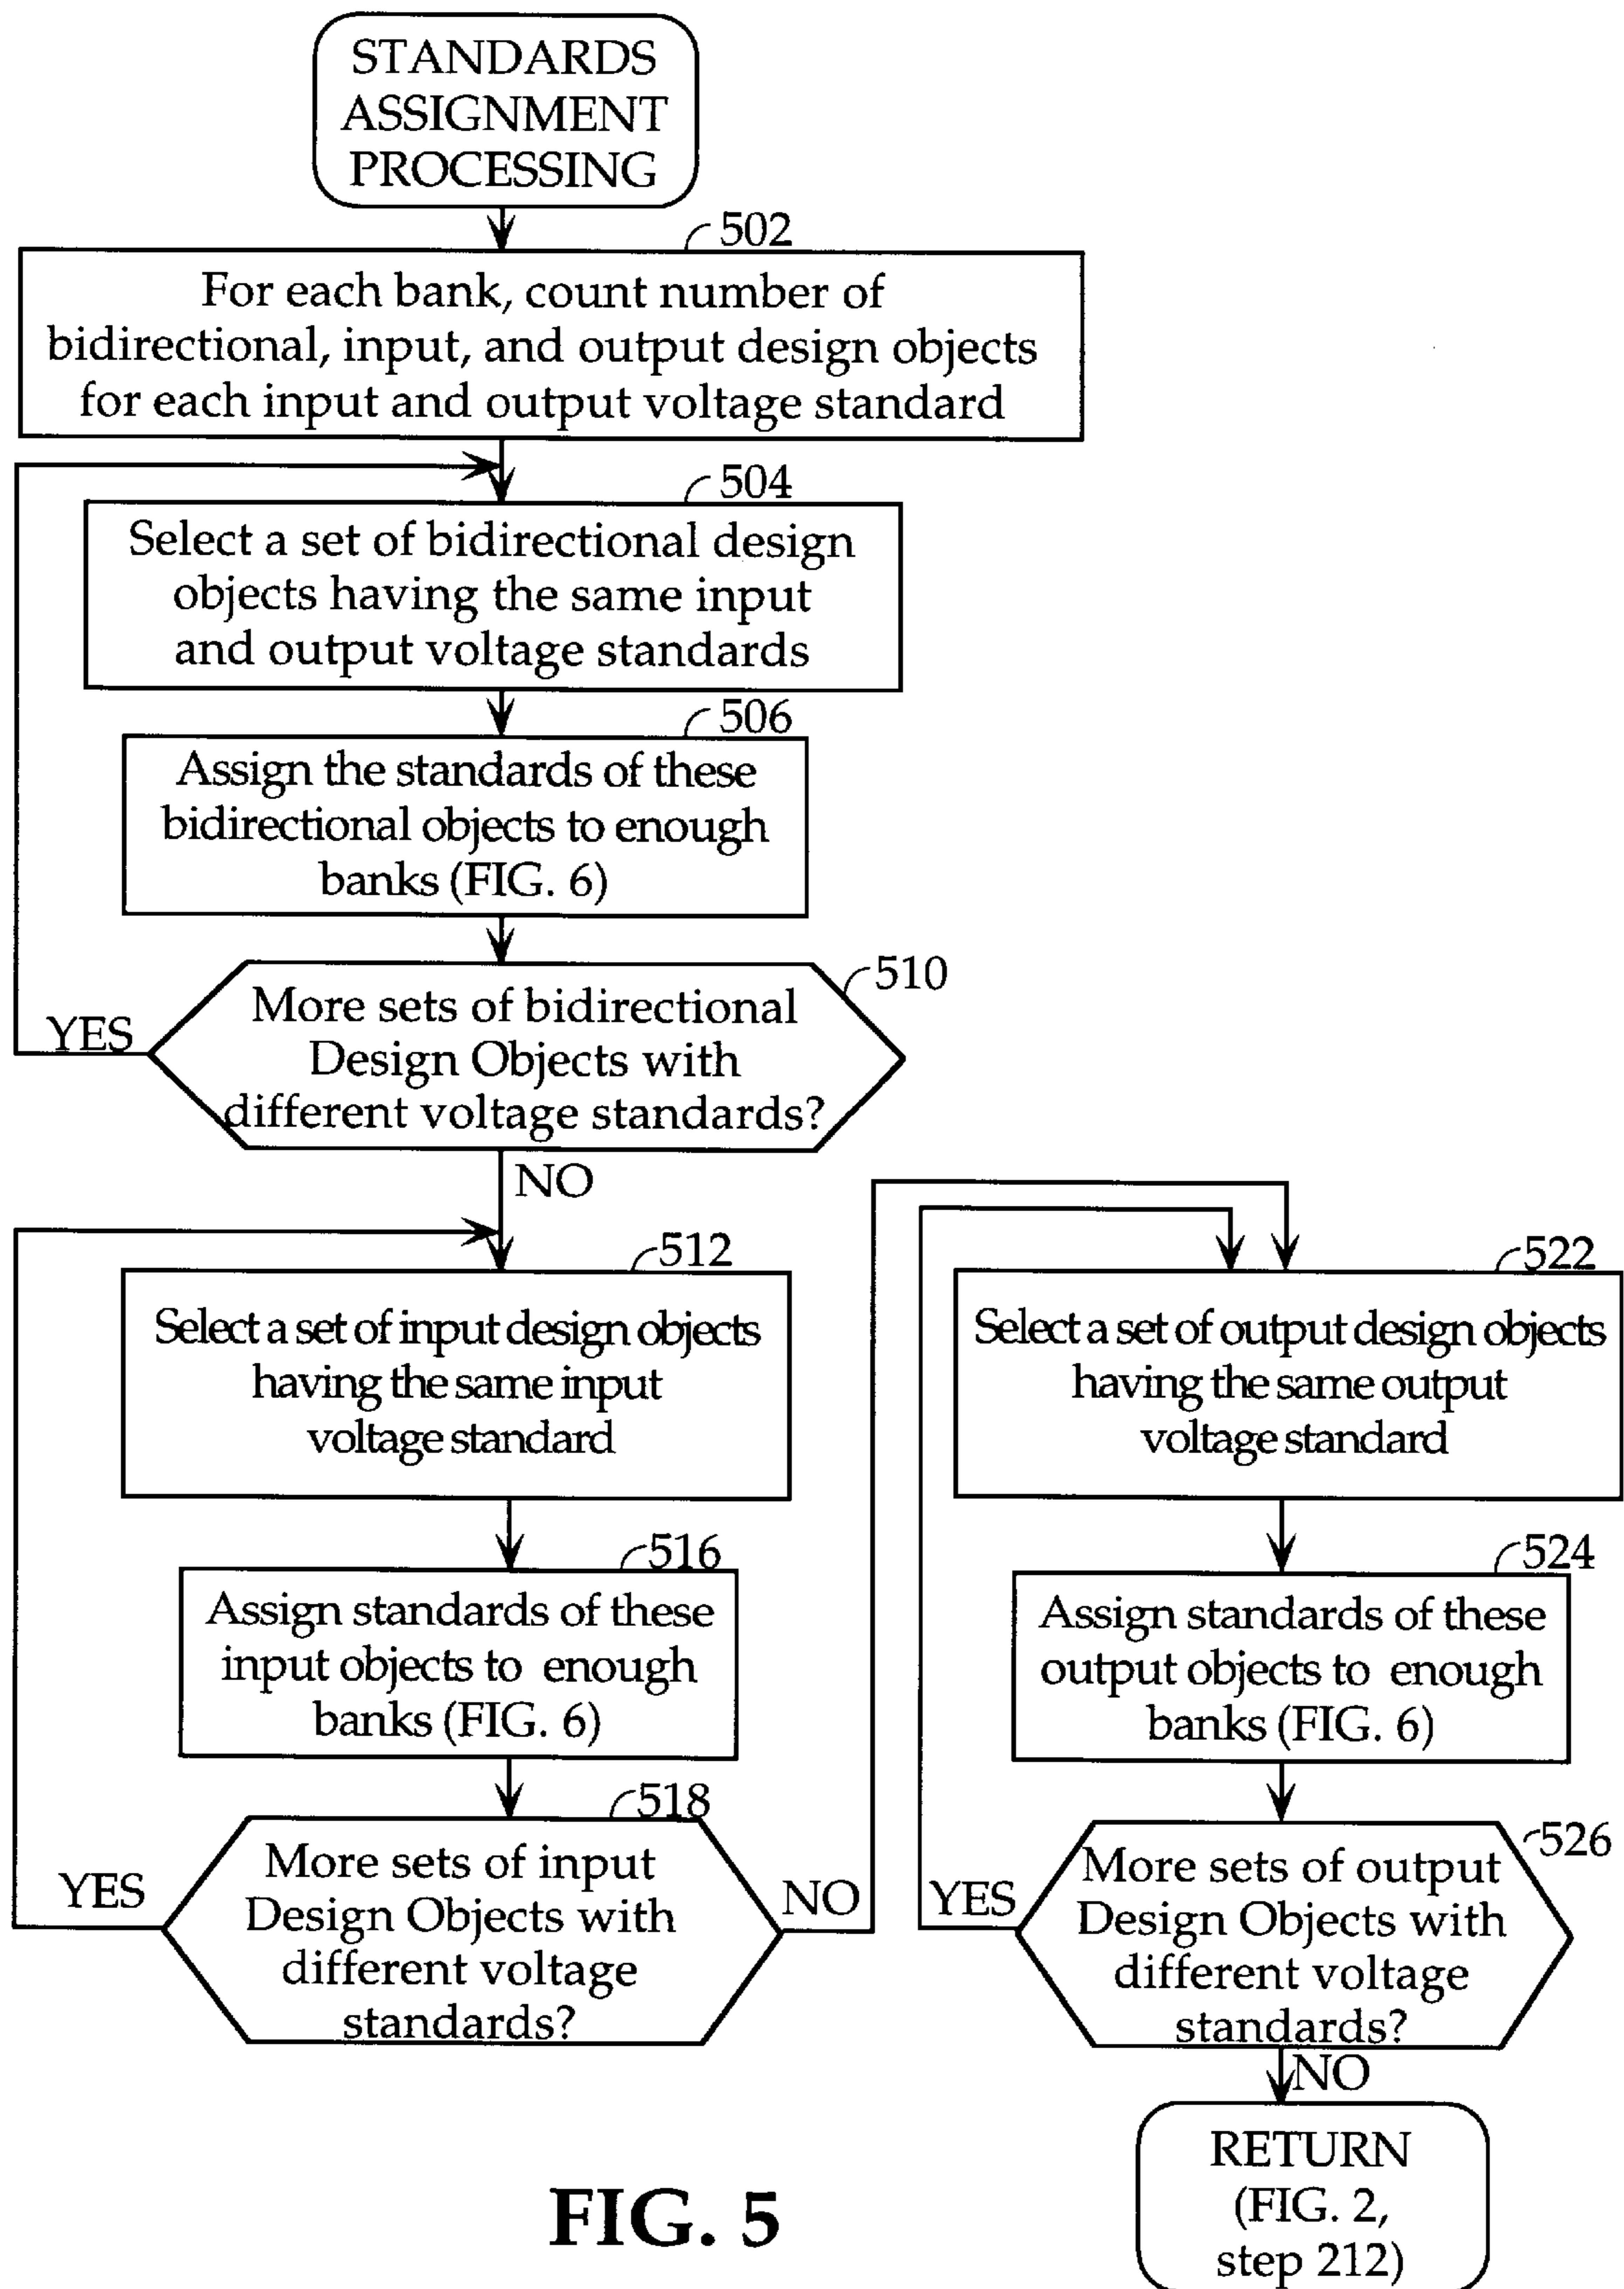 STANDARDS
ASSIGNMENT
PROCESSING
502
For each bank, count number of
bidirectional, input, and output design objects
for each input and output voltage standard
504
Select a set of bidirectional design
objects having the same input
and output voltage standards
506
Assign the standards of these
bidirectional objects to enough
banks (FIG. 6)
510
More sets of bidirectional
Design Objects with
different voltage standards?
YES
NO
512
Select a set of input design objects
having the same input
voltage standard
516
Assign standards of these
input objects to enough
banks (FIG. 6)
518
More sets of input
Design Objects with
different voltage
standards?
YES
NO
522
Select a set of output design objects
having the same output
voltage standard
524
Assign standards of these
output objects to enough
banks (FIG. 6)
526
More sets of output
Design Objects with
different voltage
standards?
YES
NO
RETURN
(FIG. 2,
step 212)
FIG. 5